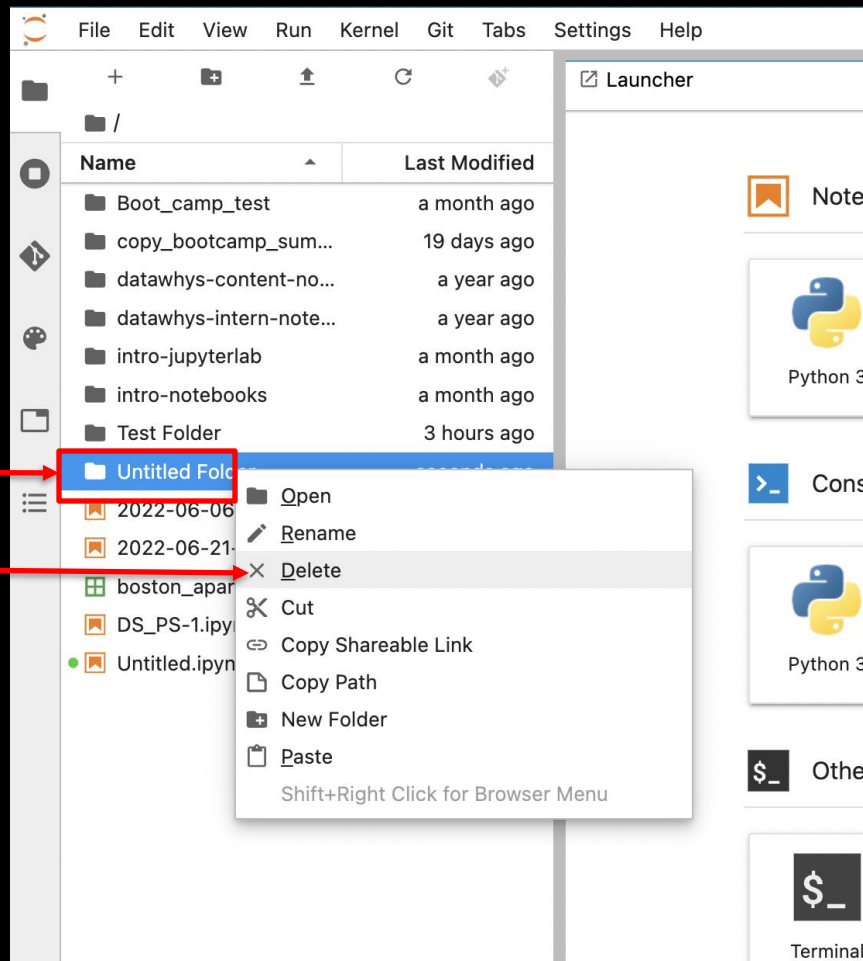 File Edit View Run Kernel Git Tabs Settings Help
Launcher
/
Name Last Modified
Boot_camp_test a month ago
copy_bootcamp_sum... 19 days ago
datawhys-content-no... a year ago
datawhys-intern-note... a year ago
intro-jupyterlab a month ago
intro-notebooks a month ago
Test Folder 3 hours ago
Untitled Folder
2022-06-06
2022-06-21-
boston_apar
DS_PS-1.ipy
Untitled.ipyn
Open
Rename
Delete
Cut
Copy Shareable Link
Copy Path
New Folder
Paste
Shift+Right Click for Browser Menu
Note
Python 3
Cons
Python 3
$_ Othe
$_
Terminal